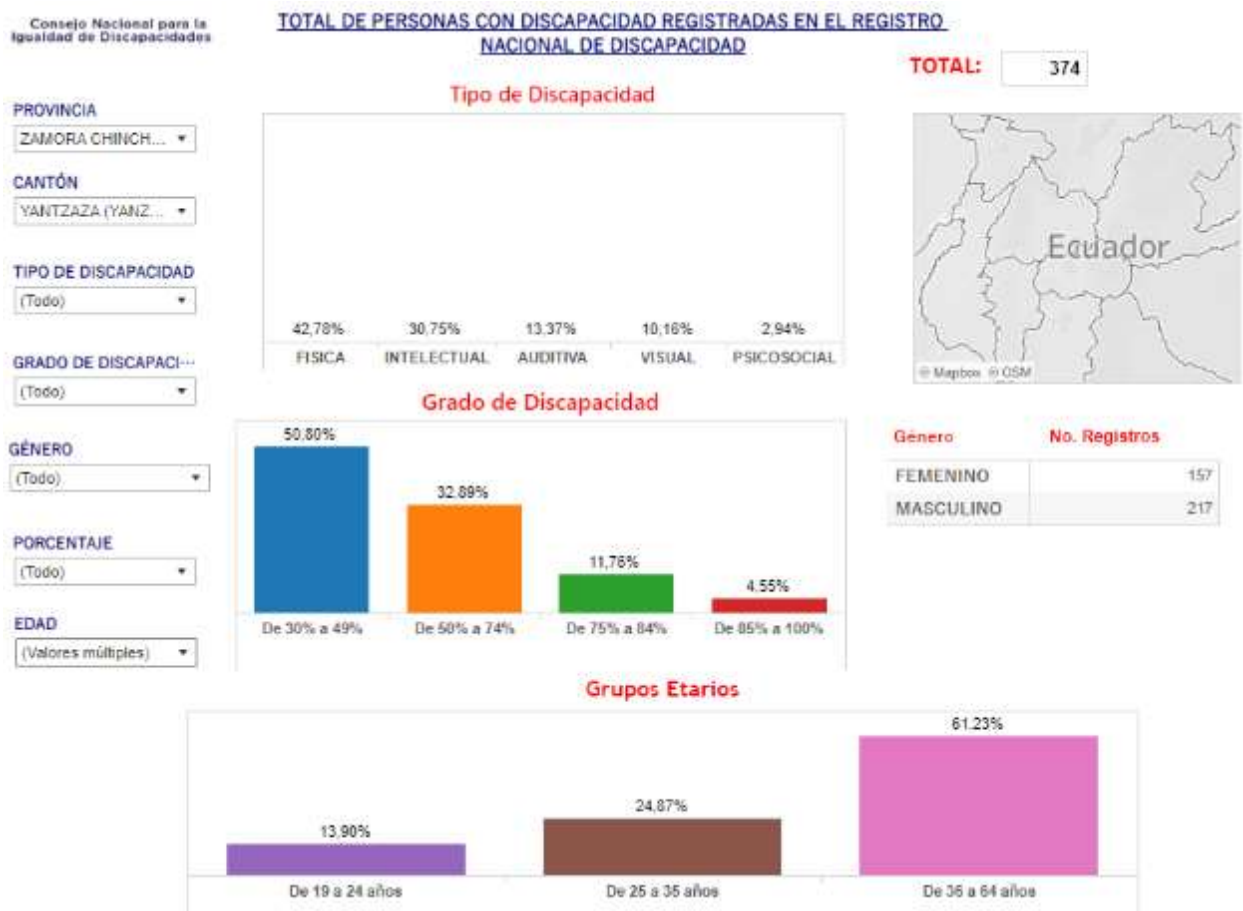 Consejo Nacional para la
Igualdad de Discapacidades
TOTAL DE PERSONAS CON DISCAPACIDAD REGISTRADAS EN EL REGISTRO
NACIONAL DE DISCAPACIDAD
TOTAL: 374
PROVINCIA
ZAMORA CHINCH...
CANTÓN
YANTZAZA (YANZ...
TIPO DE DISCAPACIDAD
(Todo)
GRADO DE DISCAPACI...
(Todo)
GÉNERO
(Todo)
PORCENTAJE
(Todo)
EDAD
(Valores múltiples)
Tipo de Discapacidad
42,78% 30,75% 13,37% 10,16% 2,94%
FISICA INTELECTUAL AUDITIVA VISUAL PSICOSOCIAL
Ecuador
© Mapbox © OSM
Grado de Discapacidad
50,80%
32,89%
11,76%
4,55%
De 30% a 49% De 50% a 74% De 75% a 84% De 85% a 100%
Género No. Registros
FEMENINO 157
MASCULINO 217
Grupos Etarios
13,90%
24,87%
61,23%
De 19 a 24 años De 25 a 35 años De 36 a 64 años